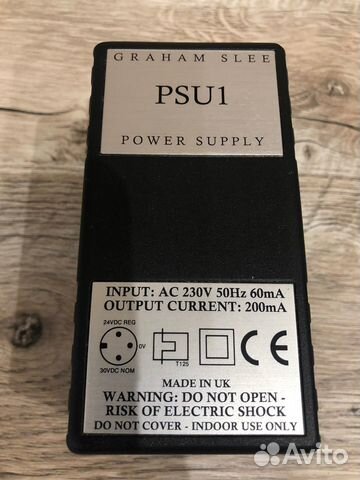 GRAHAM SLEE
PSU1
POWER SUPPLY
INPUT: AC 230V 50Hz 60mA
OUTPUT CURRENT: 200mA
24VDC REG
0V
30VDC NOM
T125
CE
MADE IN UK
WARNING: DO NOT OPEN -
RISK OF ELECTRIC SHOCK
DO NOT COVER - INDOOR USE ONLY
Avito